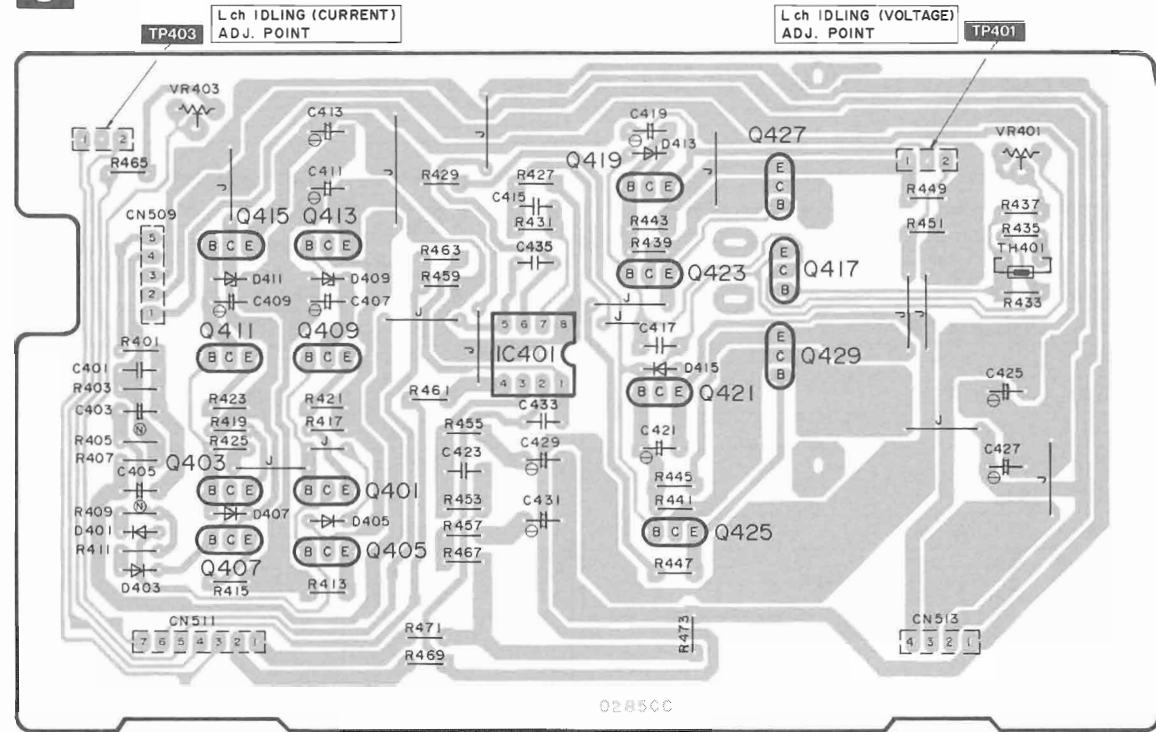 L ch IDLING (CURRENT)
ADJ. POINT
TP403
L ch IDLING (VOLTAGE)
ADJ. POINT
TP401
VR403
1 2
R465
C413
C411
J
J
J
R429
R427
C415
R431
C435
R463
R459
C419
D413
Q419
B C E
R443
R439
B C E
Q423
J
Q427
E
C
B
1 2
R449
R451
VR401
R437
R435
TH401
R433
CN509
5
4
3
2
1
Q415
Q413
B C E
B C E
D411
D409
C409
C407
Q411
Q409
B C E
B C E
J
J
5 6 7 8
IC401
4 3 2 1
J
J
C417
D415
B C E
Q421
E
C
B
Q417
E
C
B
Q429
J
J
R401
C401
R403
C403
N
R405
R407
C405
N
R409
D401
R411
D403
R423
R421
R419
R417
R425
J
J
Q403
B C E
B C E
Q401
D407
D405
B C E
B C E
Q405
Q407
R415
R413
R461
C433
R455
C429
C423
R453
C431
R457
R467
C421
R445
R441
B C E
Q425
R447
C425
J
C427
J
CN511
7 6 5 4 3 2 1
R471
R469
R473
CN513
4 3 2 1
0285CC